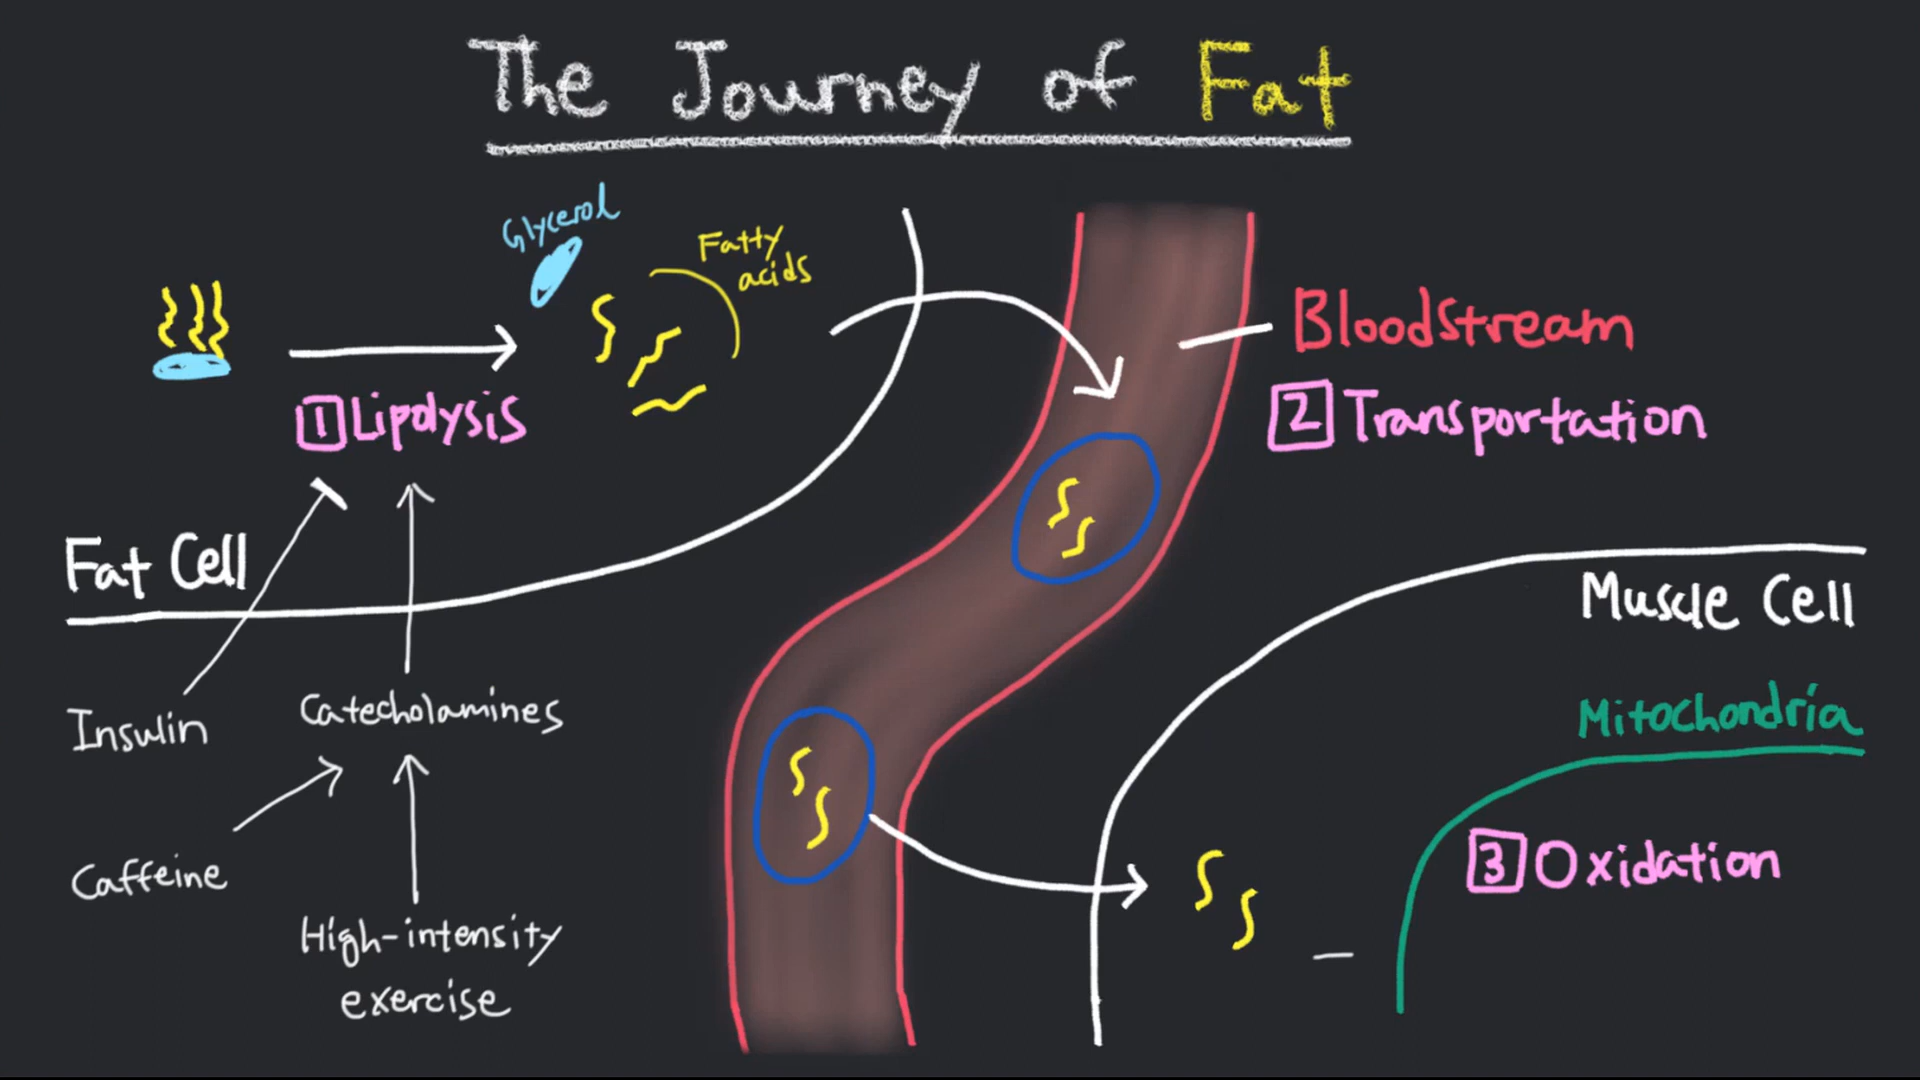 The Journey of Fat
Glycerol
Fatty
acids
1 Lipolysis
Bloodstream
2 Transportation
Fat Cell
Muscle Cell
Insulin
Catecholamines
Mitochondria
Caffeine
3 Oxidation
High-intensity
exercise